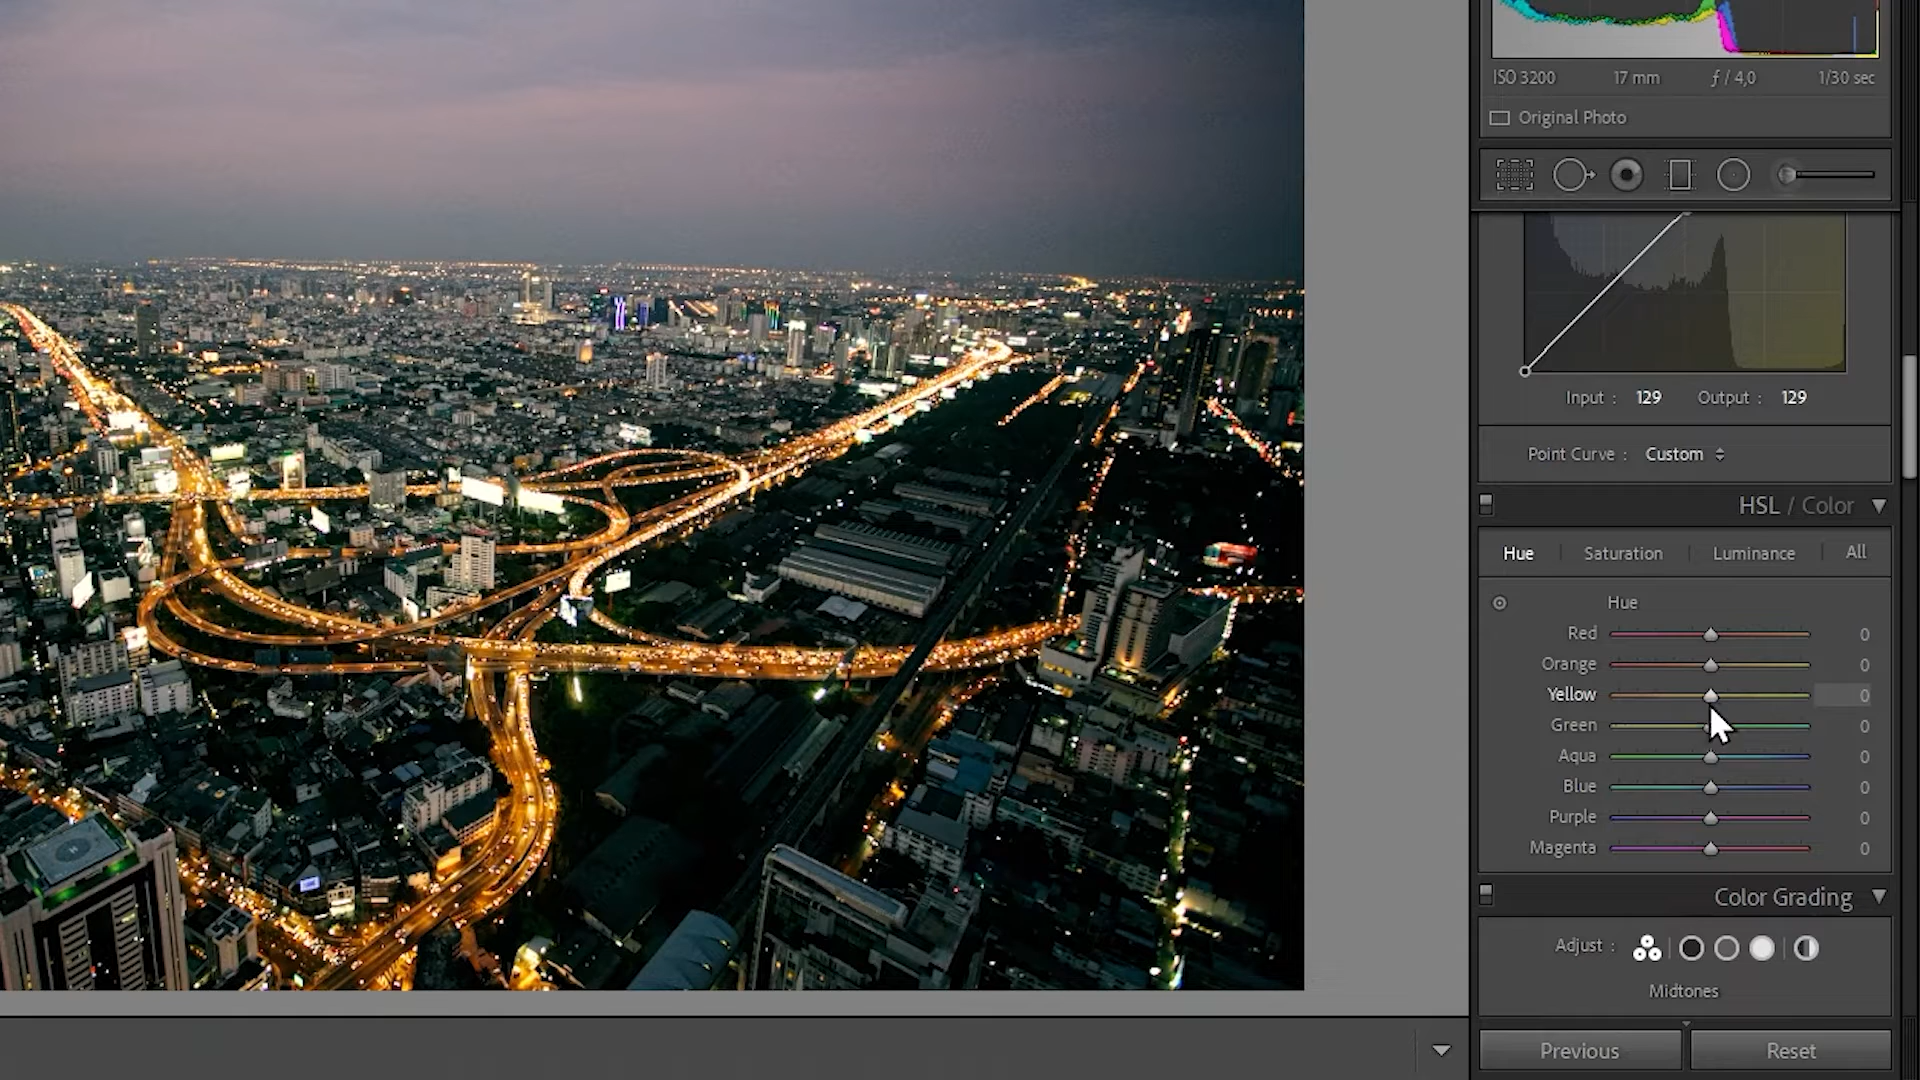 ISO 3200 17 mm ƒ / 4,0 1/30 sec
Original Photo
Input : 129 Output : 129
Point Curve : Custom
HSL / Color
Hue Saturation Luminance All
Hue
Red 0
Orange 0
Yellow 0
Green 0
Aqua 0
Blue 0
Purple 0
Magenta 0
Color Grading
Adjust :
Midtones
Previous Reset